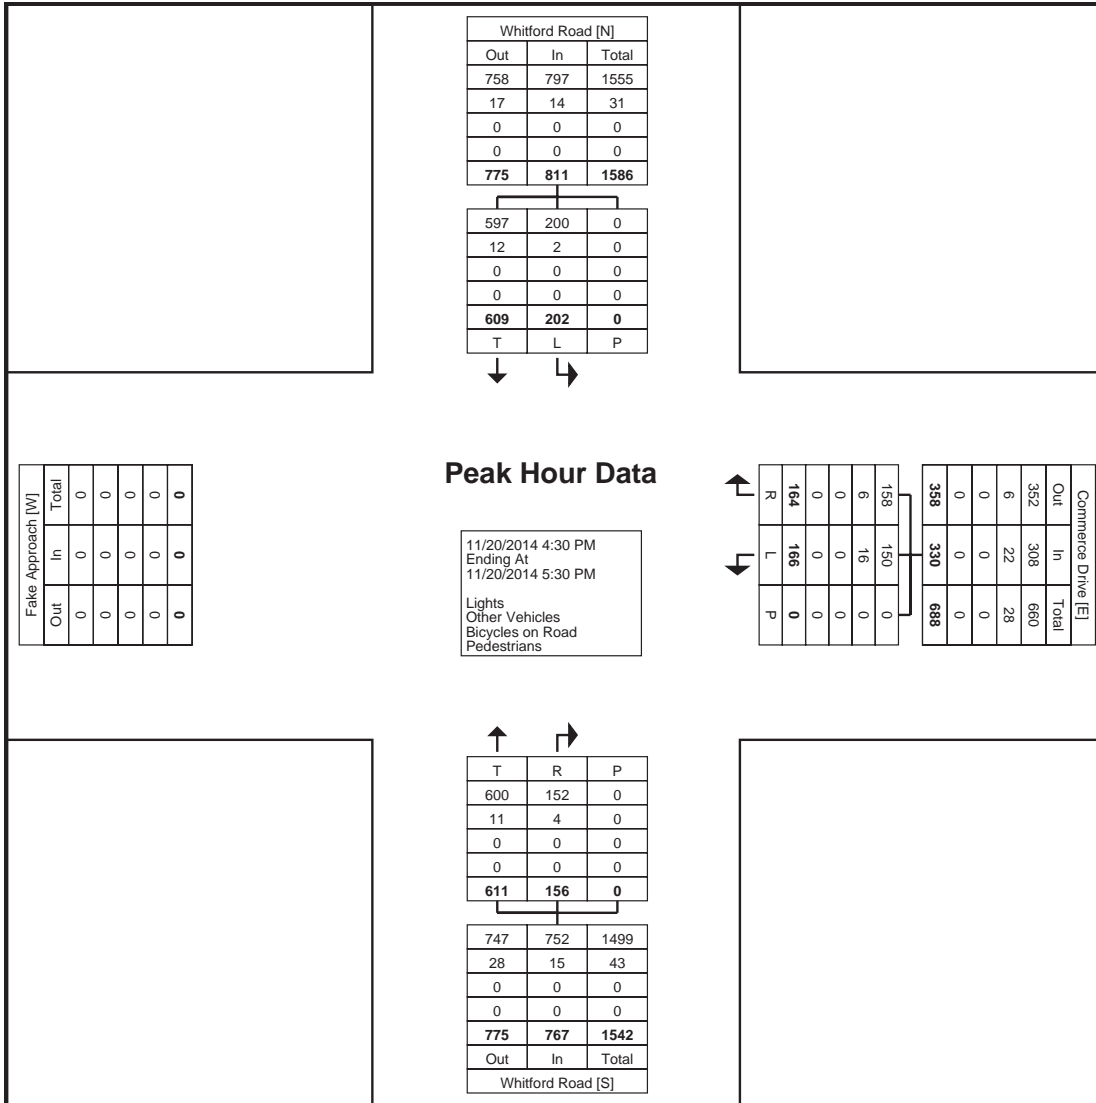 Whitford Road [N]
Out In Total
758 797 1555
17 14 31
0 0 0
0 0 0
775 811 1586
597 200 0
12 2 0
0 0 0
0 0 0
609 202 0
T L P
Fake Approach [W]
Total 0 0 0 0 0
In 0 0 0 0 0
Out 0 0 0 0 0
Peak Hour Data
11/20/2014 4:30 PM
Ending At
11/20/2014 5:30 PM
Lights
Other Vehicles
Bicycles on Road
Pedestrians
R 164 0 0 6 158
L 166 0 0 16 150
P 0 0 0 0 0
Commerce Drive [E]
Out In Total
352 308 660
6 22 28
0 0 0
0 0 0
358 330 688
T R P
600 152 0
11 4 0
0 0 0
0 0 0
611 156 0
747 752 1499
28 15 43
0 0 0
0 0 0
775 767 1542
Out In Total
Whitford Road [S]